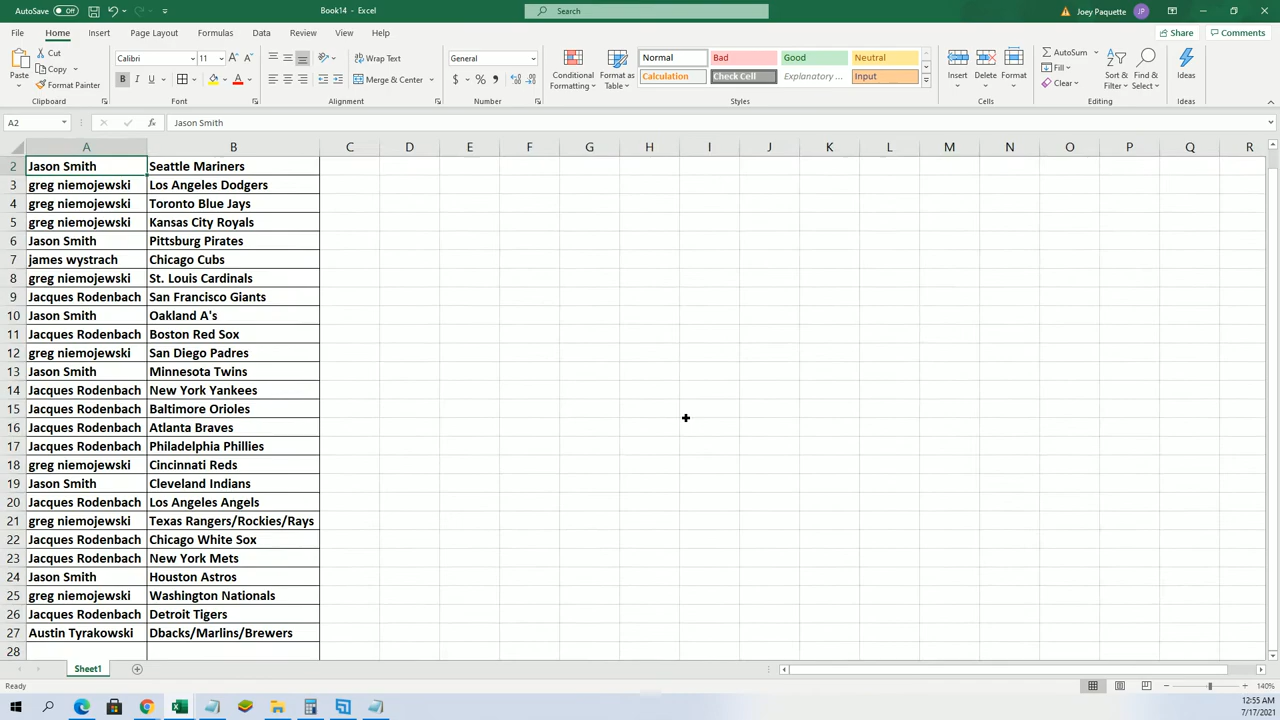 AutoSave Off Book14 - Excel Search Joey Paquette JP
File Home Insert Page Layout Formulas Data Review View Help Share Comments
Paste Cut Copy Format Painter Clipboard
Calibri 11 B I U Font
Wrap Text Merge & Center Alignment
General $ % Number
Conditional Formatting Format as Table
Normal Bad Good Neutral
Calculation Check Cell Explanatory ... Input
Styles
Insert Delete Format Cells
AutoSum Fill Clear Sort & Filter Find & Select Editing
Ideas Ideas
A2 fx Jason Smith
A B C D E F G H I J K L M N O P Q R
2 Jason Smith Seattle Mariners
3 greg niemojewski Los Angeles Dodgers
4 greg niemojewski Toronto Blue Jays
5 greg niemojewski Kansas City Royals
6 Jason Smith Pittsburg Pirates
7 james wystrach Chicago Cubs
8 greg niemojewski St. Louis Cardinals
9 Jacques Rodenbach San Francisco Giants
10 Jason Smith Oakland A's
11 Jacques Rodenbach Boston Red Sox
12 greg niemojewski San Diego Padres
13 Jason Smith Minnesota Twins
14 Jacques Rodenbach New York Yankees
15 Jacques Rodenbach Baltimore Orioles
16 Jacques Rodenbach Atlanta Braves
17 Jacques Rodenbach Philadelphia Phillies
18 greg niemojewski Cincinnati Reds
19 Jason Smith Cleveland Indians
20 Jacques Rodenbach Los Angeles Angels
21 greg niemojewski Texas Rangers/Rockies/Rays
22 Jacques Rodenbach Chicago White Sox
23 Jacques Rodenbach New York Mets
24 Jason Smith Houston Astros
25 greg niemojewski Washington Nationals
26 Jacques Rodenbach Detroit Tigers
27 Austin Tyrakowski Dbacks/Marlins/Brewers
28
Sheet1
Ready 140%
12:55 AM
7/17/2021